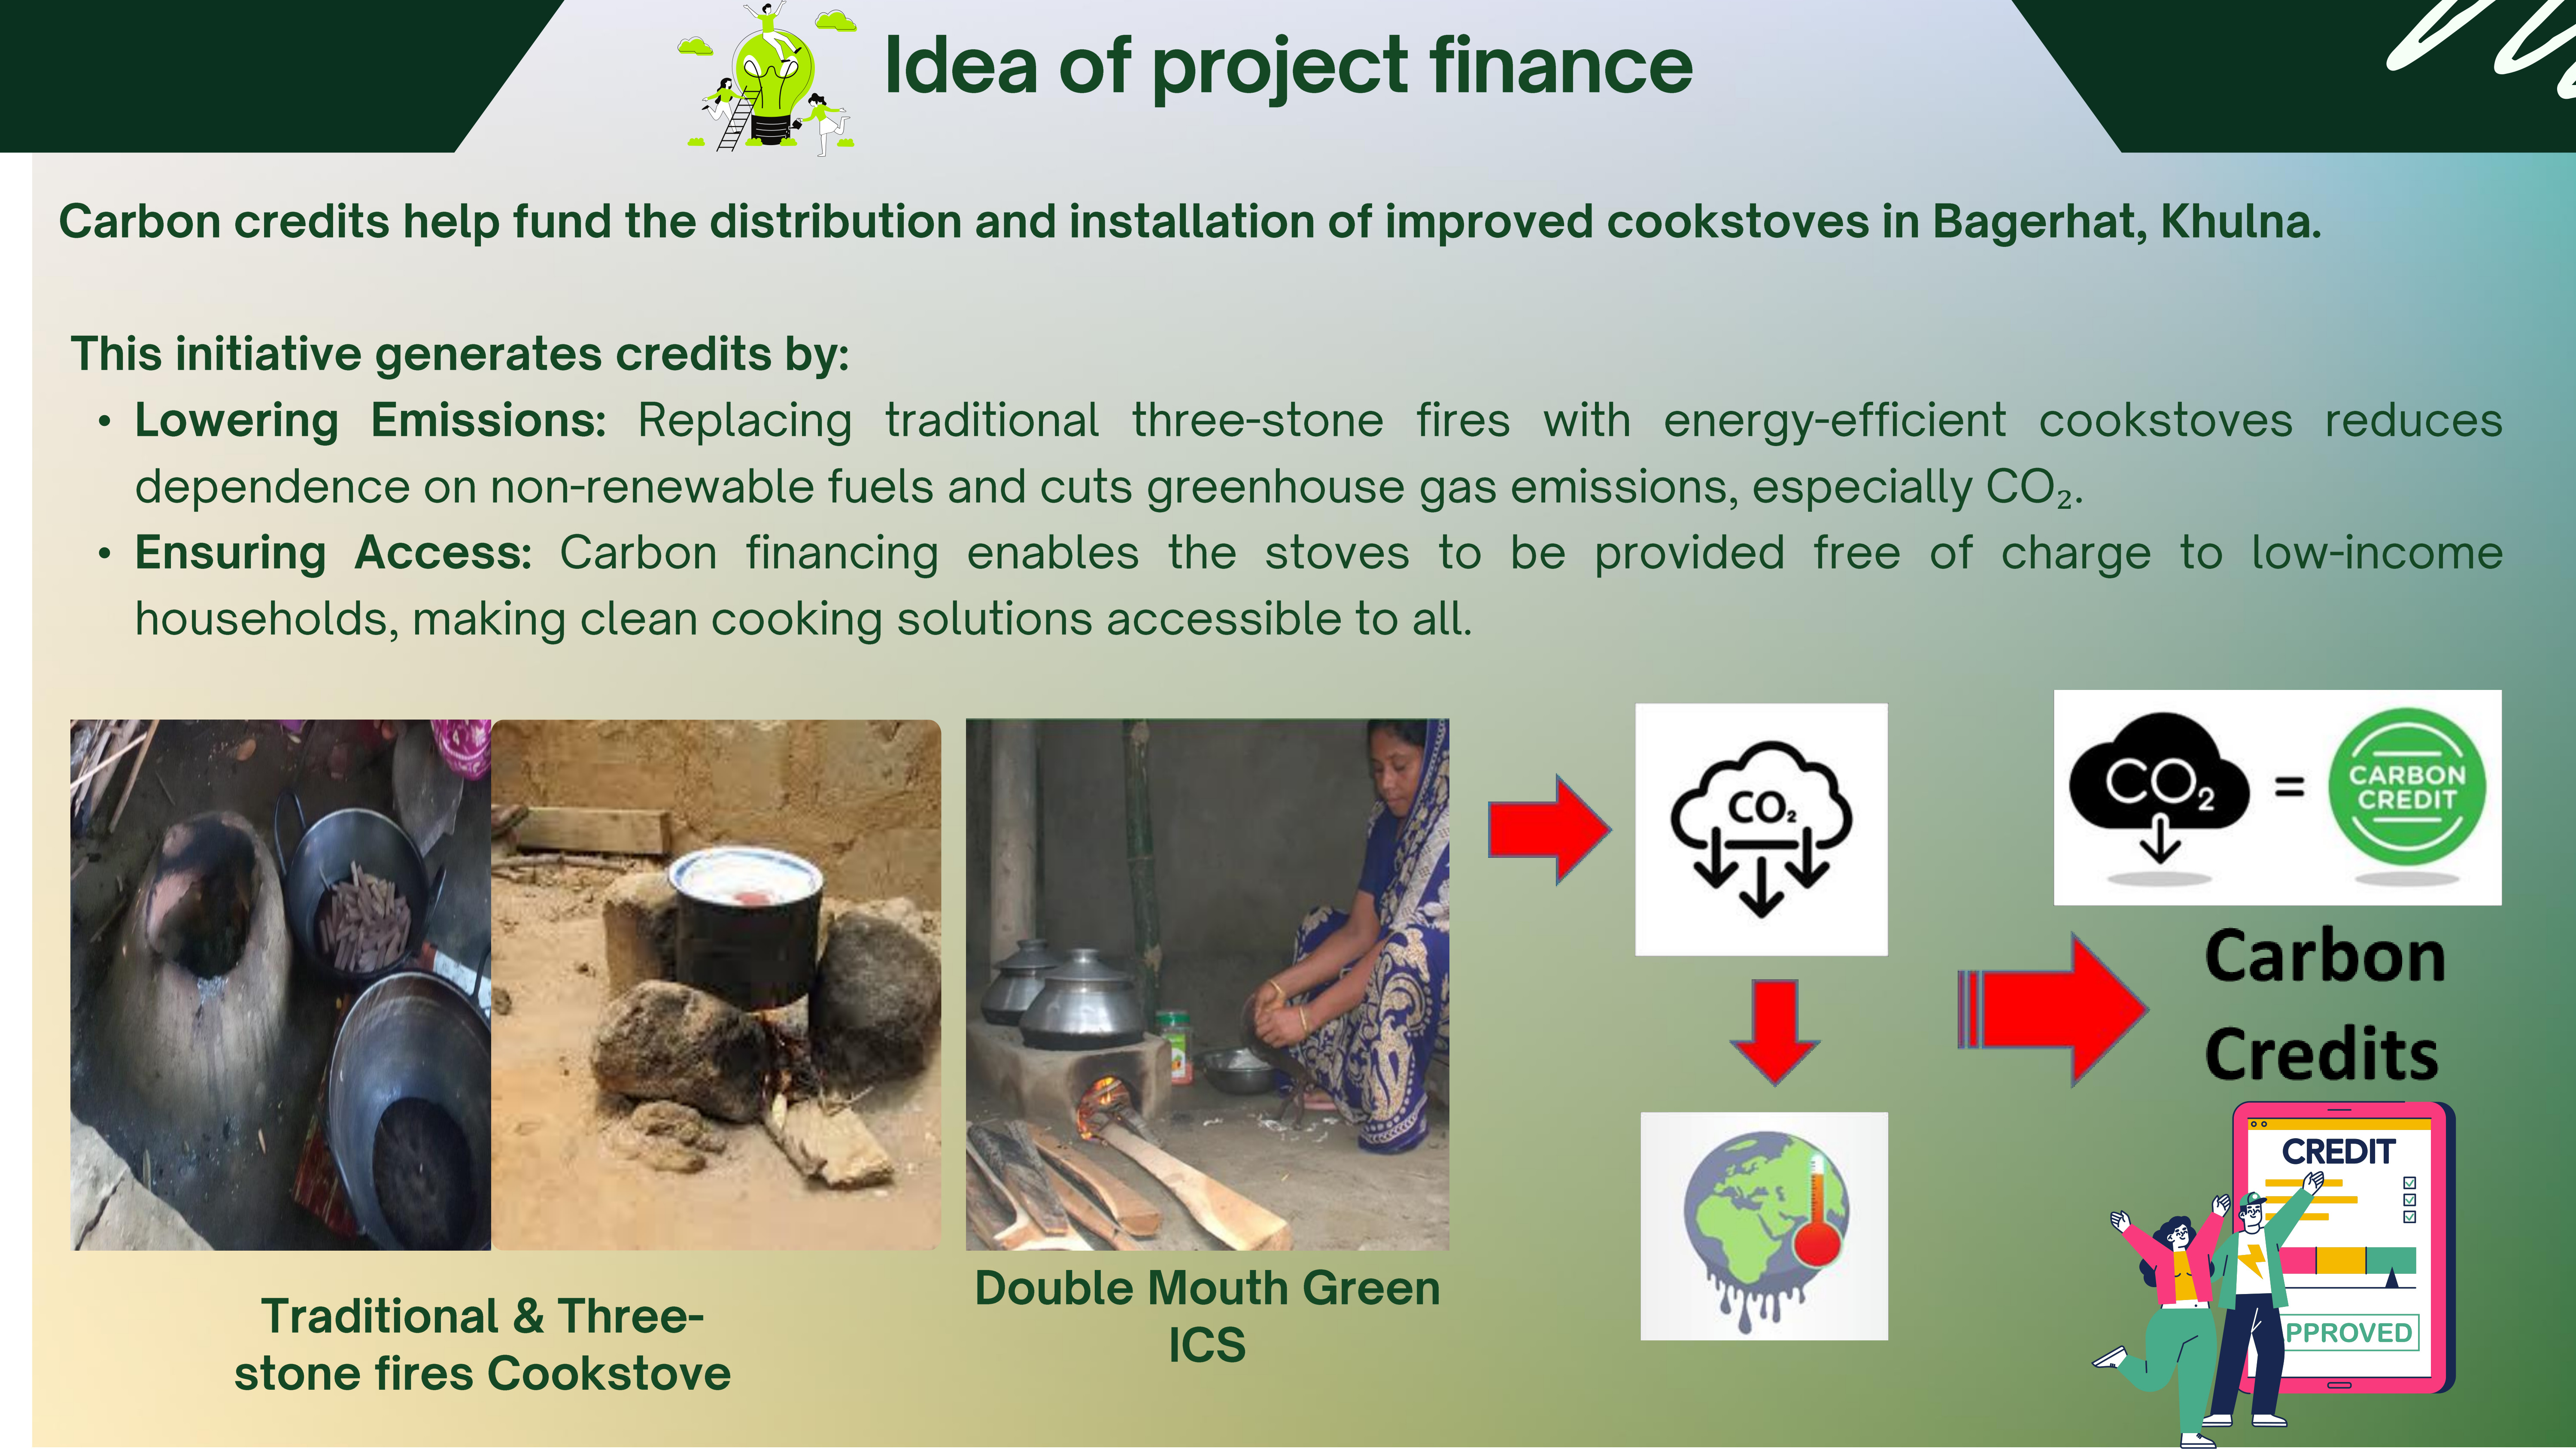 Idea of project finance
Carbon credits help fund the distribution and installation of improved cookstoves in Bagerhat, Khulna.
This initiative generates credits by:
• Lowering Emissions: Replacing traditional three-stone fires with energy-efficient cookstoves reduces
dependence on non-renewable fuels and cuts greenhouse gas emissions, especially CO₂.
• Ensuring Access: Carbon financing enables the stoves to be provided free of charge to low-income
households, making clean cooking solutions accessible to all.
CO₂
CO₂ = CARBON
CREDIT
Carbon
Credits
CREDIT
PPROVED
Traditional & Three-
stone fires Cookstove
Double Mouth Green
ICS